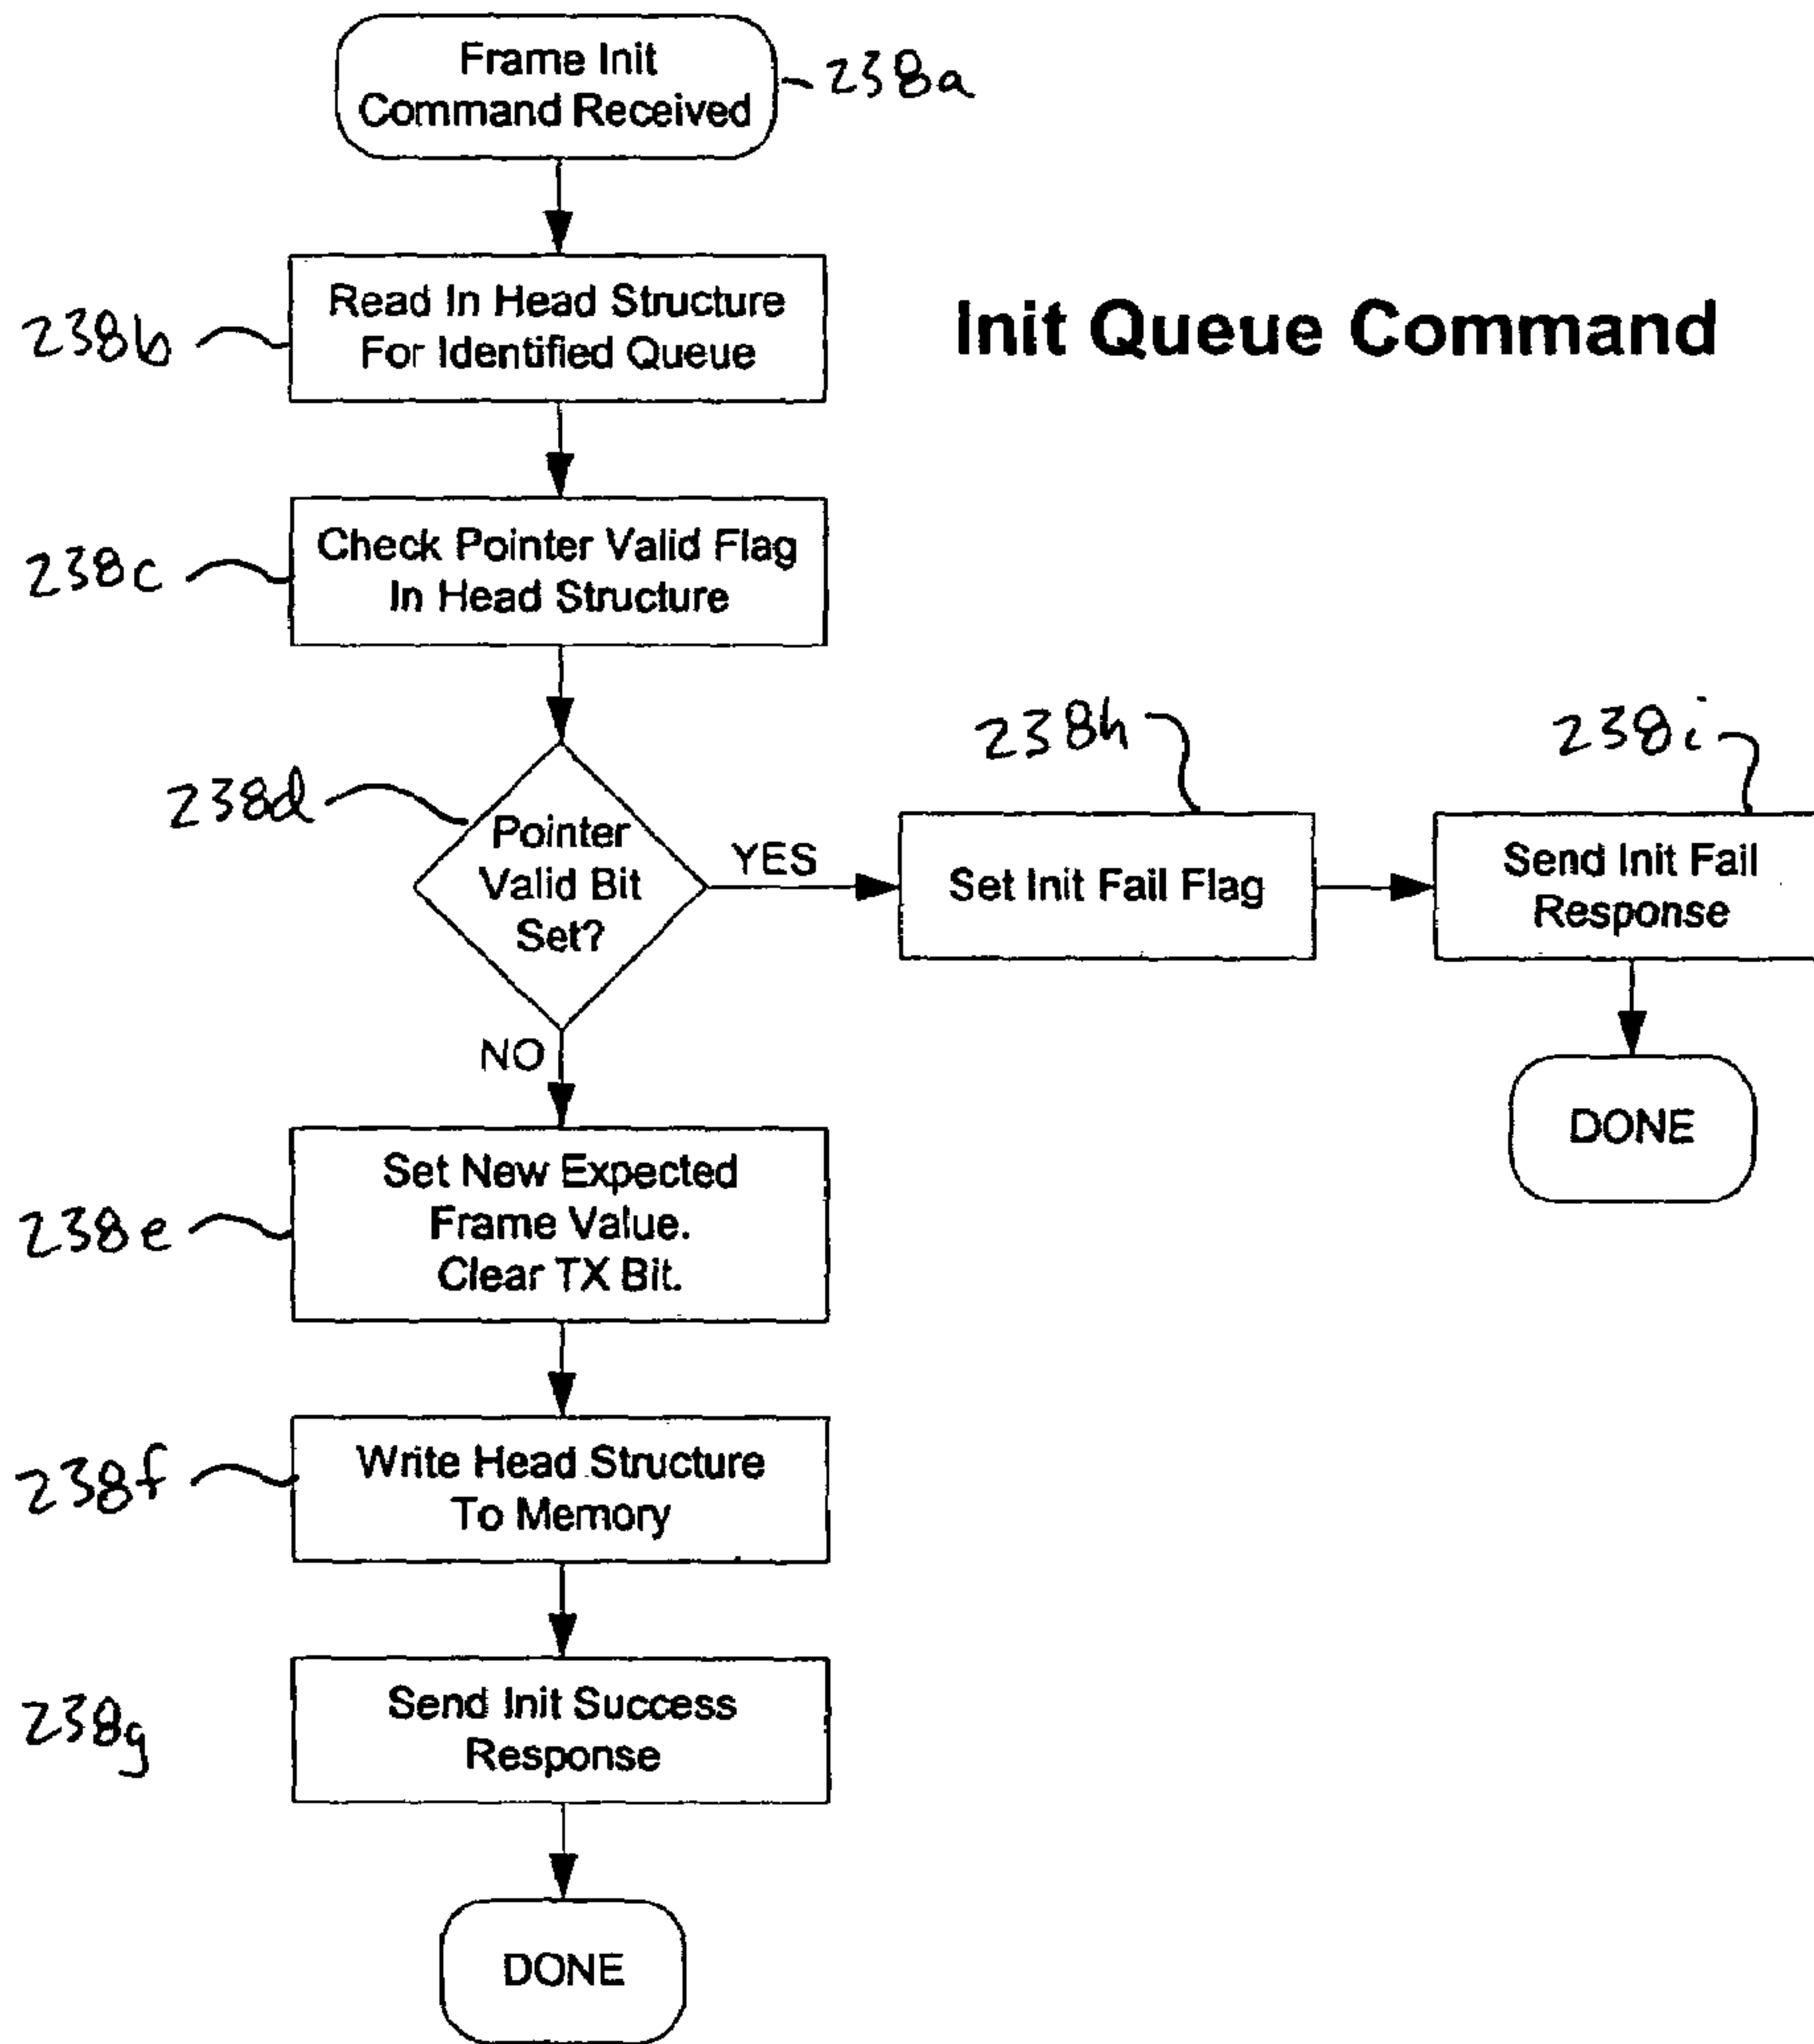 Frame Init
Command Received
238a
Read In Head Structure
For Identified Queue
238b
Init Queue Command
Check Pointer Valid Flag
In Head Structure
238c
238d
Pointer
Valid Bit
Set?
YES
NO
238h
Set Init Fail Flag
238i
Send Init Fail
Response
DONE
238e
Set New Expected
Frame Value.
Clear TX Bit.
238f
Write Head Structure
To Memory
238g
Send Init Success
Response
DONE